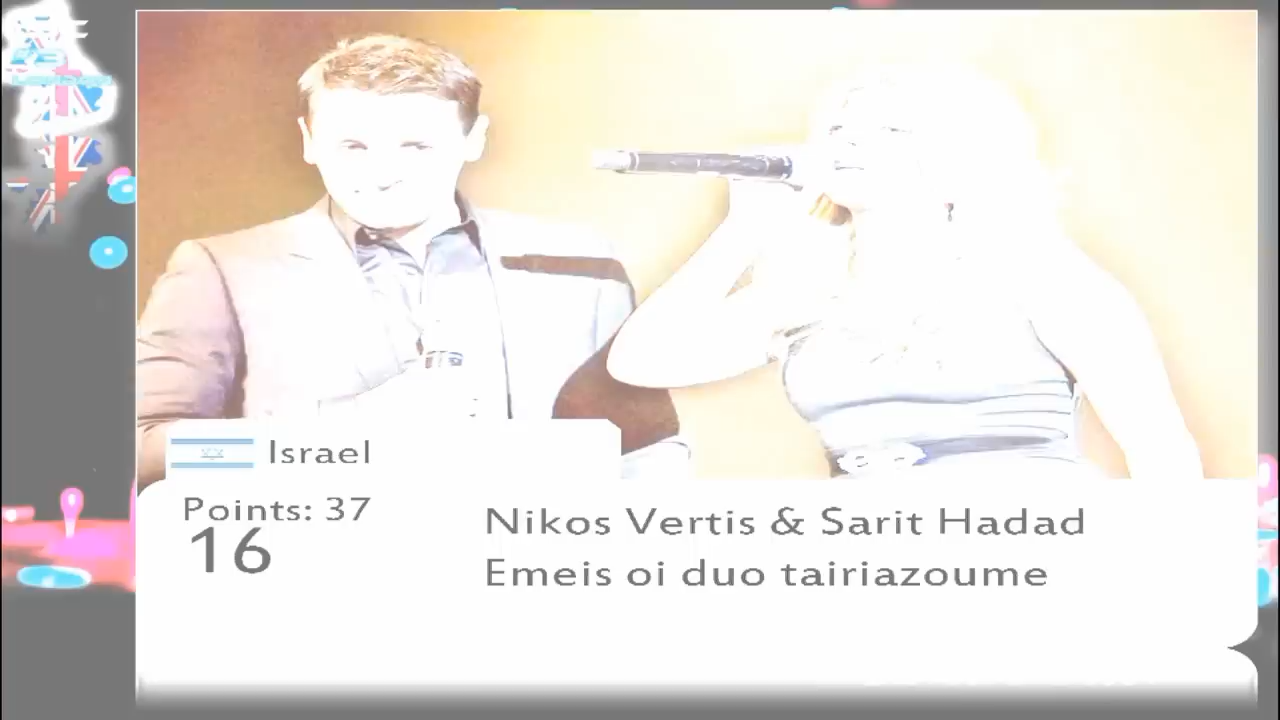 Israel
Points: 37
16
Nikos Vertis & Sarit Hadad
Emeis oi duo tairiazoume